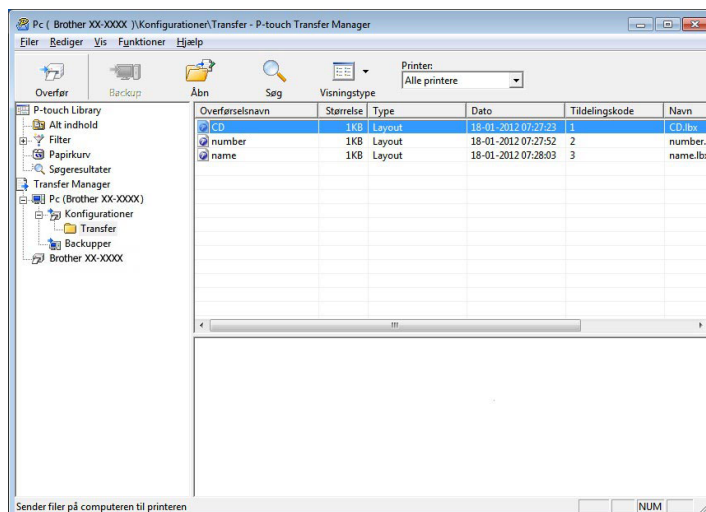 Pc ( Brother XX-XXXX )\Konfigurationer\Transfer - P-touch Transfer Manager
Filer Rediger Vis Funktioner Hjælp
Overfør Backup Åbn Søg Visningstype
Printer:
Alle printere
P-touch Library
Alt indhold
Filter
Papirkurv
Søgeresultater
Transfer Manager
Pc (Brother XX-XXXX)
Konfigurationer
Transfer
Backupper
Brother XX-XXXX
Overførselsnavn Størrelse Type Dato Tildelingskode Navn
CD 1KB Layout 18-01-2012 07:27:23 1 CD.lbx
number 1KB Layout 18-01-2012 07:27:52 2 number.
name 1KB Layout 18-01-2012 07:28:03 3 name.lb
Sender filer på computeren til printeren
NUM